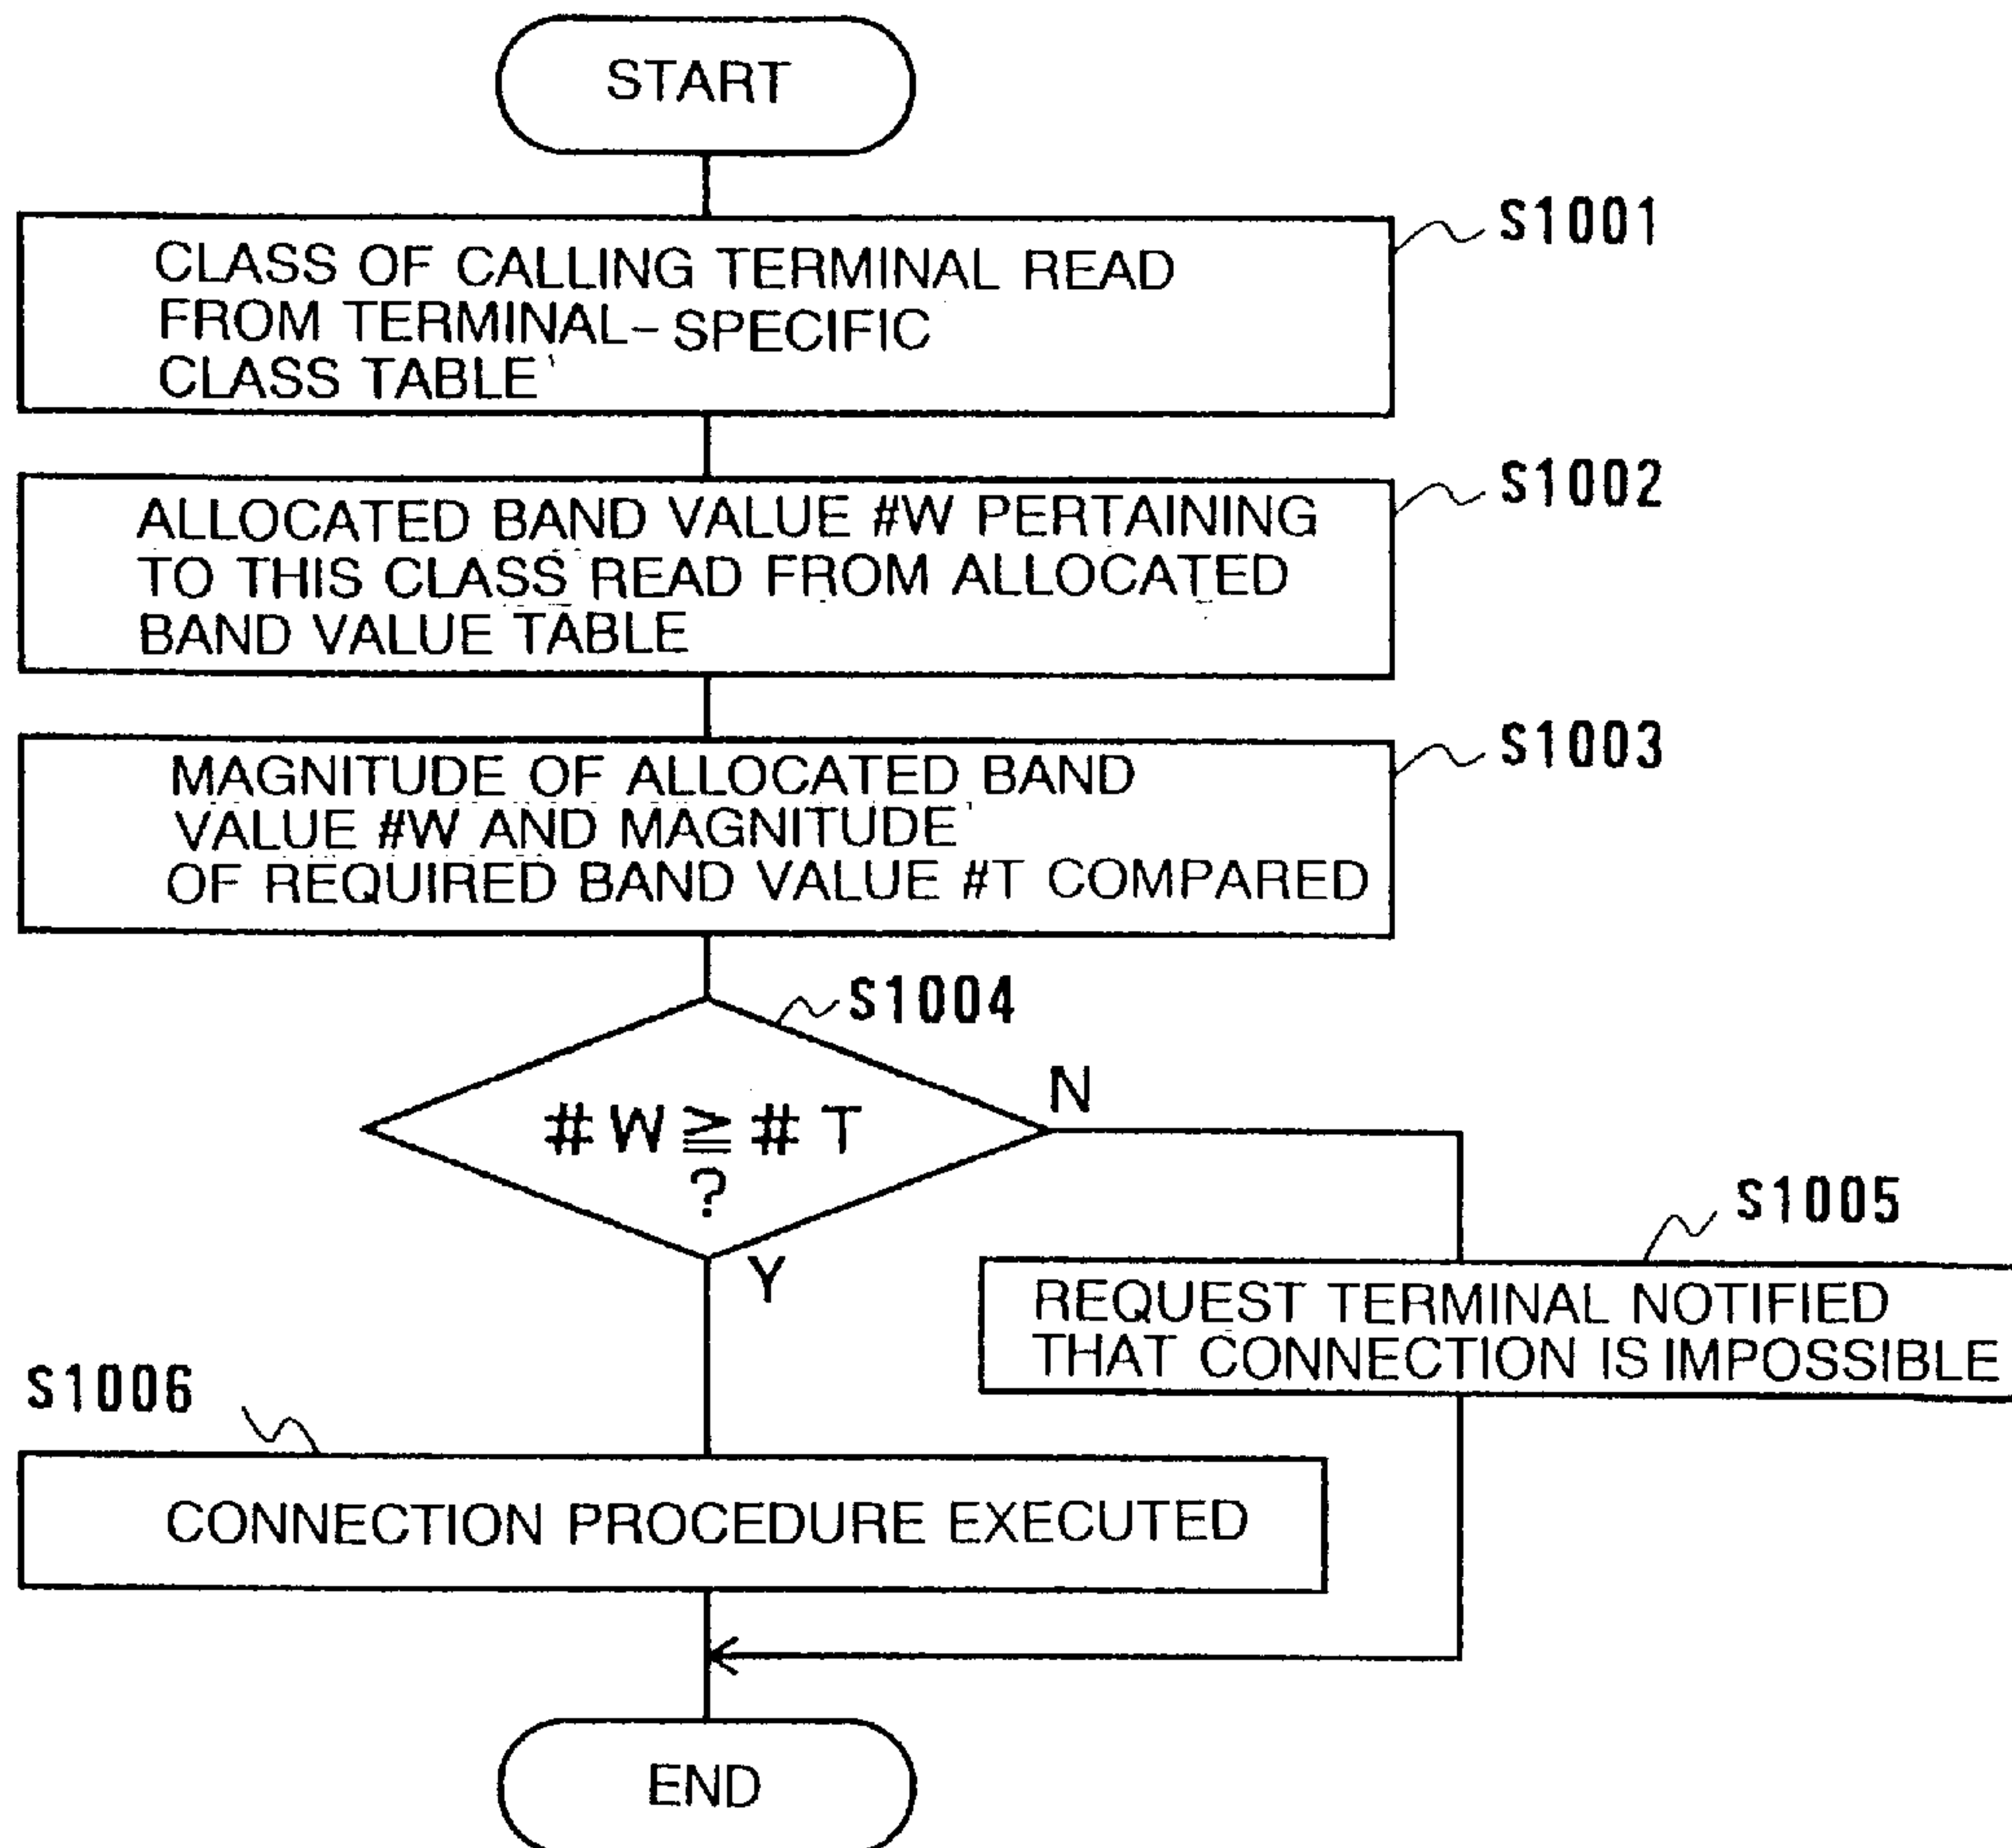 START
S1001
CLASS OF CALLING TERMINAL READ
FROM TERMINAL-SPECIFIC
CLASS TABLE
S1002
ALLOCATED BAND VALUE #W PERTAINING
TO THIS CLASS READ FROM ALLOCATED
BAND VALUE TABLE
S1003
MAGNITUDE OF ALLOCATED BAND
VALUE #W AND MAGNITUDE
OF REQUIRED BAND VALUE #T COMPARED
S1004
#W≧#T
?
N
Y
S1005
REQUEST TERMINAL NOTIFIED
THAT CONNECTION IS IMPOSSIBLE
S1006
CONNECTION PROCEDURE EXECUTED
END